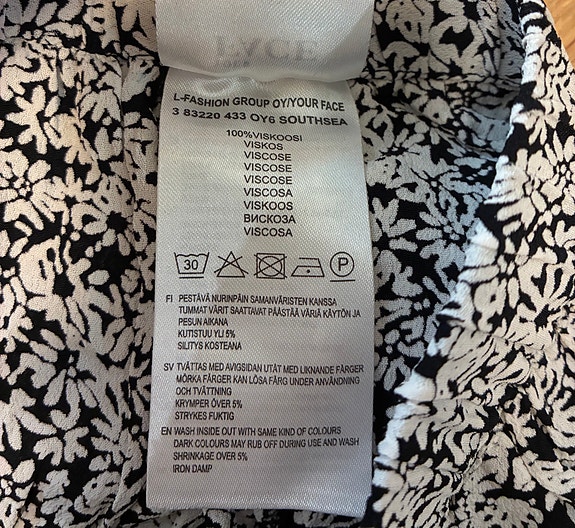 FACE
L-FASHION GROUP OY/YOUR FACE
3 83220 433 OY6 SOUTHSEA
100%VISKOOSI
VISKOS
VISCOSE
VISCOSE
VISCOSE
VISCOSA
VISKOOS
ВИСКОЗА
VISCOSA
30 P
FI PESTÄVÄ NURINPÄIN SAMANVÄRISTEN KANSSA
TUMMAT VÄRIT SAATTAVAT PÄÄSTÄÄ VÄRIÄ KÄYTÖN JA
PESUN AIKANA
KUTISTUU YLI 5%
SILITYS KOSTEANA
SV TVÄTTAS MED AVIGSIDAN UTÅT MED LIKNANDE FÄRGER
MÖRKA FÄRGER KAN LÖSA FÄRG UNDER ANVÄNDNING
OCH TVÄTTNING
KRYMPER ÖVER 5%
STRYKES FUKTIG
EN WASH INSIDE OUT WITH SAME KIND OF COLOURS
DARK COLOURS MAY RUB OFF DURING USE AND WASH
SHRINKAGE OVER 5%
IRON DAMP